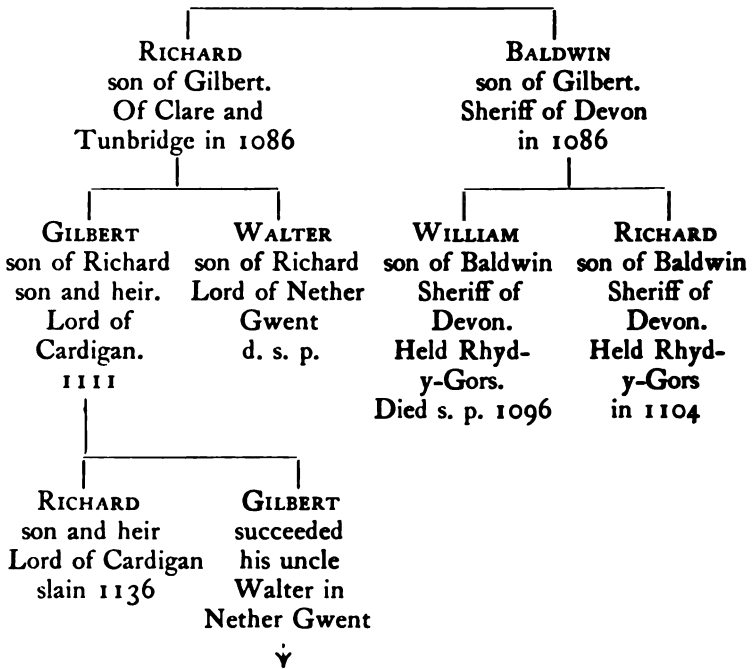 RICHARD
son of Gilbert.
Of Clare and
Tunbridge in 1086
BALDWIN
son of Gilbert.
Sheriff of Devon
in 1086
GILBERT
son of Richard
son and heir.
Lord of
Cardigan.
1111
WALTER
son of Richard
Lord of Nether
Gwent
d. s. p.
WILLIAM
son of Baldwin
Sheriff of
Devon.
Held Rhyd-
y-Gors.
Died s. p. 1096
RICHARD
son of Baldwin
Sheriff of
Devon.
Held Rhyd-
y-Gors
in 1104
RICHARD
son and heir
Lord of Cardigan
slain 1136
GILBERT
succeeded
his uncle
Walter in
Nether Gwent